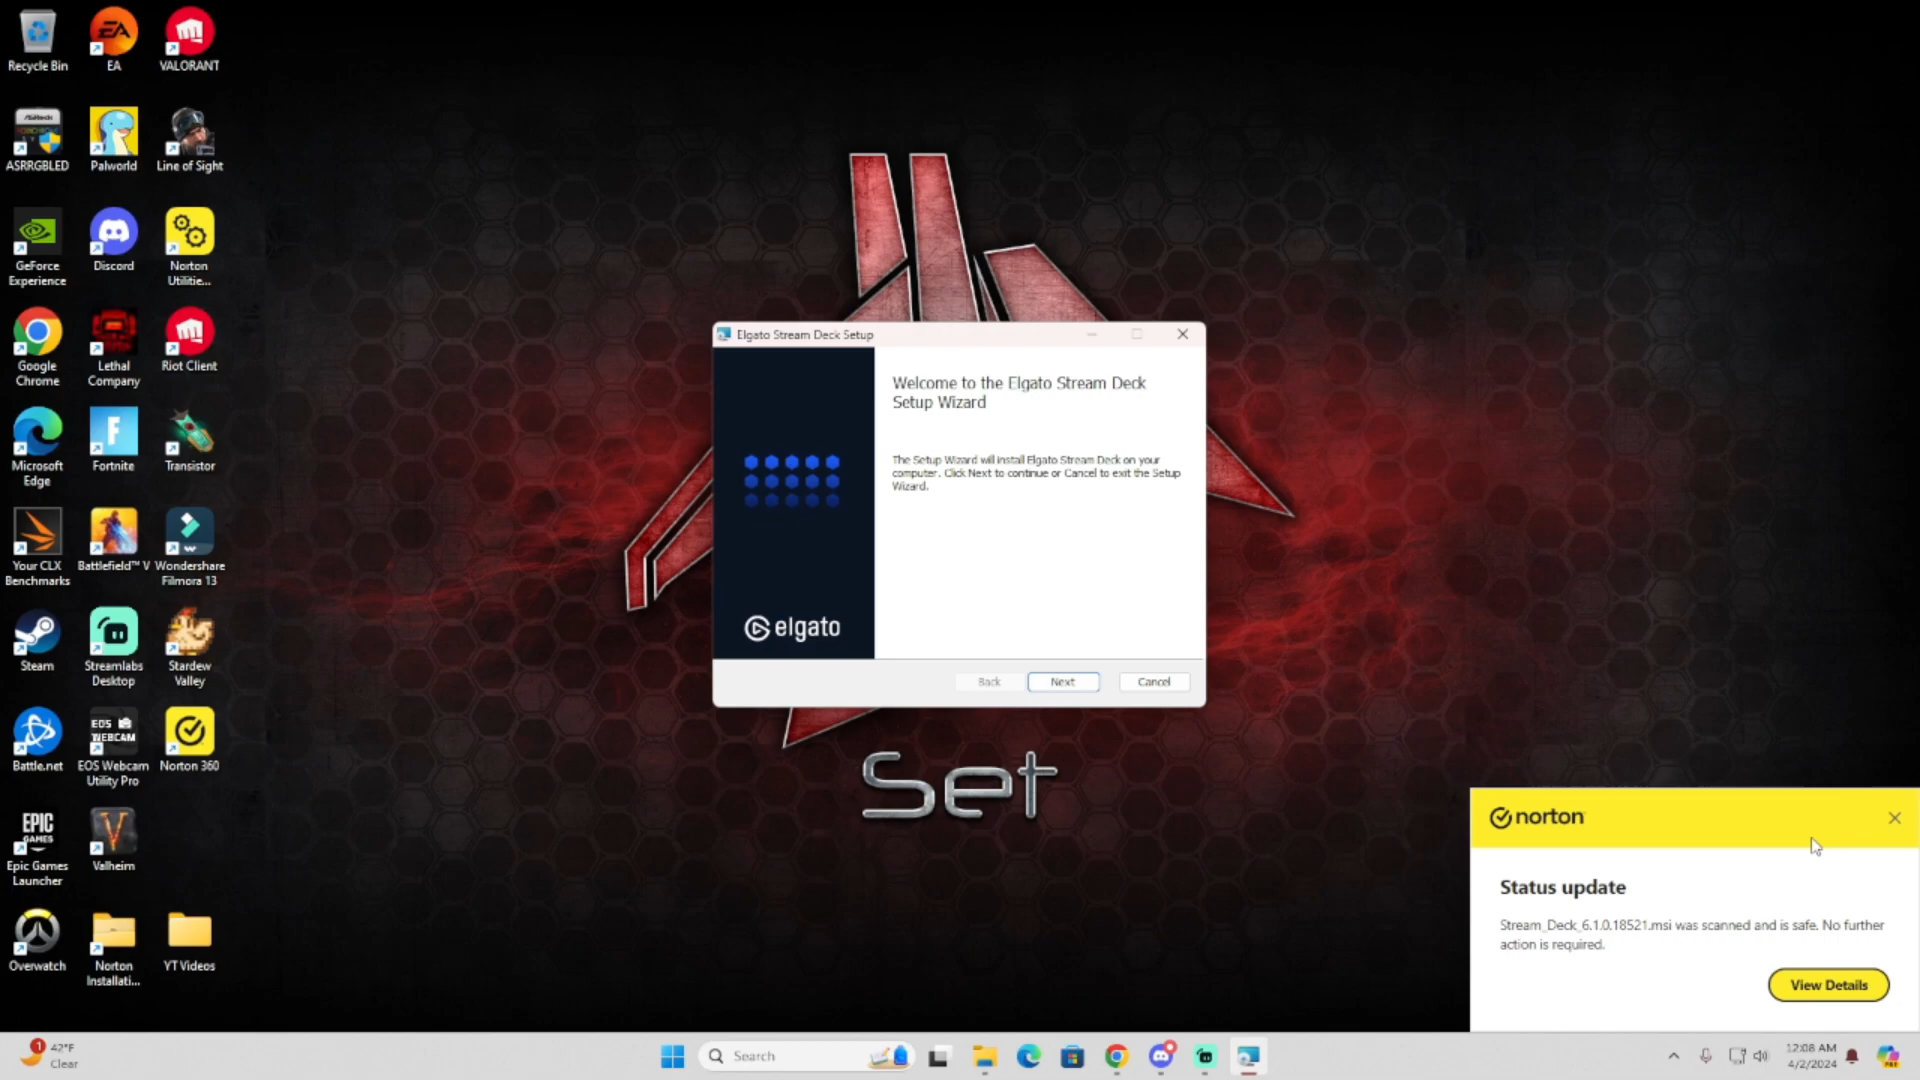 Recycle Bin
EA
VALORANT
ASRRGBLED
Palworld
Line of Sight
GeForce
Experience
Discord
Norton
Utilitie...
Google
Chrome
Lethal
Company
Riot Client
Microsoft
Edge
Fortnite
Transistor
Your CLX
Benchmarks
Battlefield™ V
Wondershare
Filmora 13
Steam
Streamlabs
Desktop
Stardew
Valley
Battle.net
EOS
WEBCAM
EOS Webcam
Utility Pro
Norton 360
EPIC
GAMES
Epic Games
Launcher
Valheim
Overwatch
Norton
Installati...
YT Videos
Elgato Stream Deck Setup
Welcome to the Elgato Stream Deck
Setup Wizard
The Setup Wizard will install Elgato Stream Deck on your
computer. Click Next to continue or Cancel to exit the Setup
Wizard.
elgato
Back
Next
Cancel
Set
norton
Status update
Stream_Deck_6.1.0.18521.msi was scanned and is safe. No further
action is required.
View Details
1
42°F
Clear
Search
12:08 AM
4/2/2024